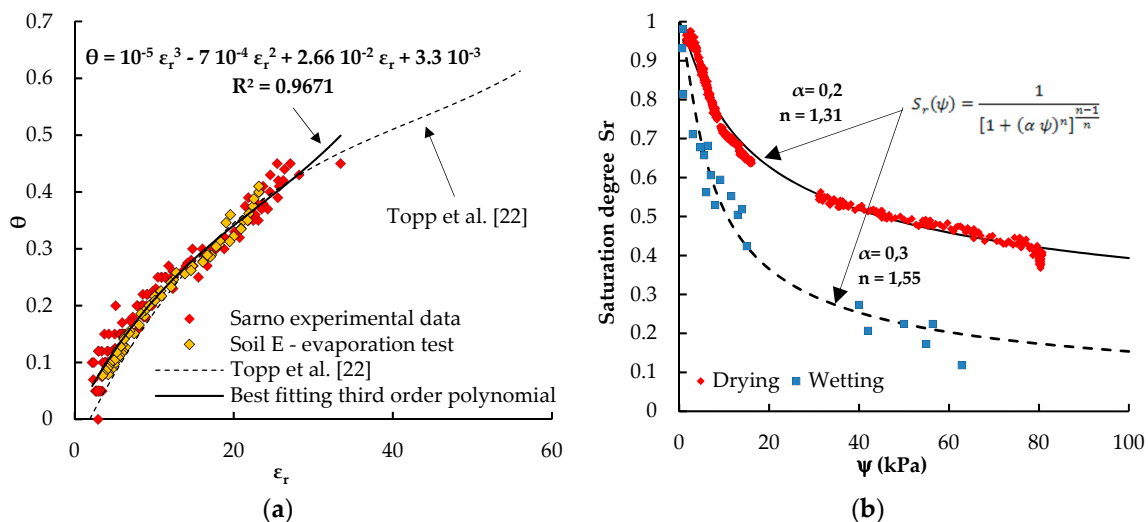 0.7
0.6
0.5
0.4
0.3
0.2
0.1
0
θ
θ = 10⁻⁵ εᵣ³ - 7 10⁻⁴ εᵣ² + 2.66 10⁻² εᵣ + 3.3 10⁻³
R² = 0.9671
Topp et al. [22]
Sarno experimental data
Soil E - evaporation test
Topp et al. [22]
Best fitting third order polynomial
0 20 40 60
εᵣ
(a)
1
0.9
0.8
0.7
0.6
0.5
0.4
0.3
0.2
0.1
0
Saturation degree Sr
α= 0,2
n = 1,31
Sᵣ(ψ) = 1 / [1 + (α ψ)ⁿ]^((n−1)/n)
α= 0,3
n = 1,55
Drying Wetting
0 20 40 60 80 100
ψ (kPa)
(b)